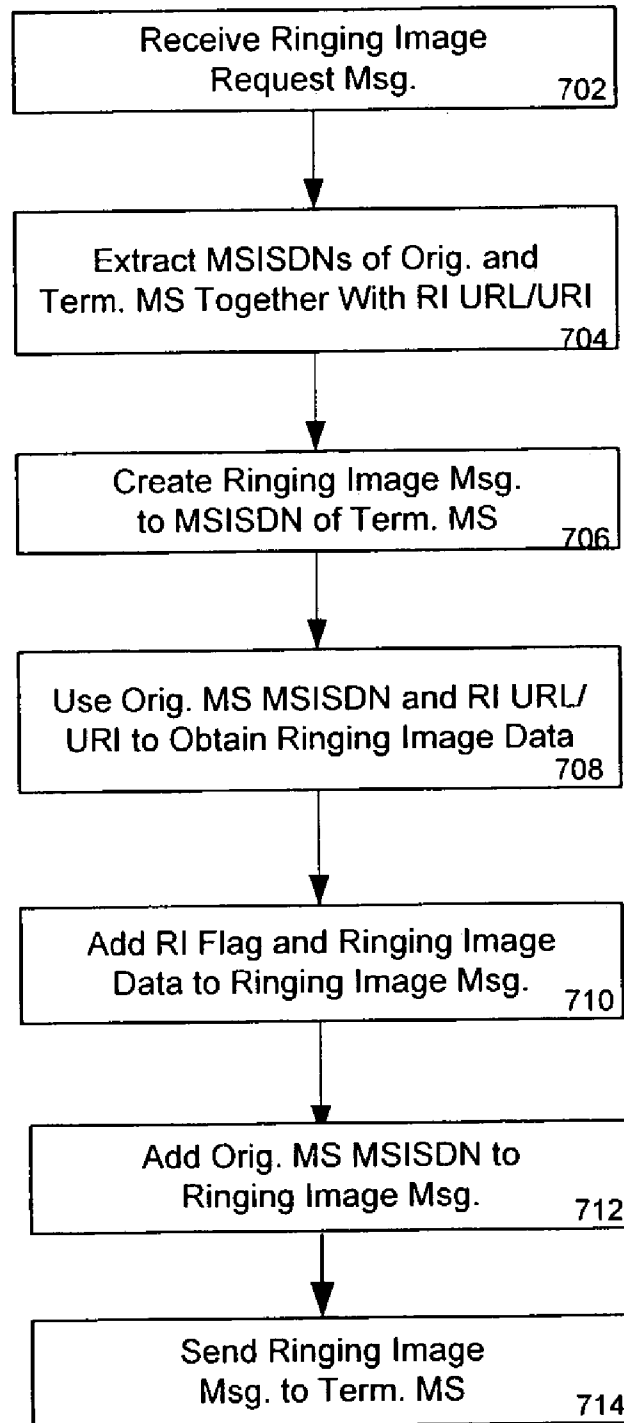 Receive Ringing Image
Request Msg.
702
Extract MSISDNs of Orig. and
Term. MS Together With RI URL/URI
704
Create Ringing Image Msg.
to MSISDN of Term. MS
706
Use Orig. MS MSISDN and RI URL/
URI to Obtain Ringing Image Data
708
Add RI Flag and Ringing Image
Data to Ringing Image Msg.
710
Add Orig. MS MSISDN to
Ringing Image Msg.
712
Send Ringing Image
Msg. to Term. MS
714